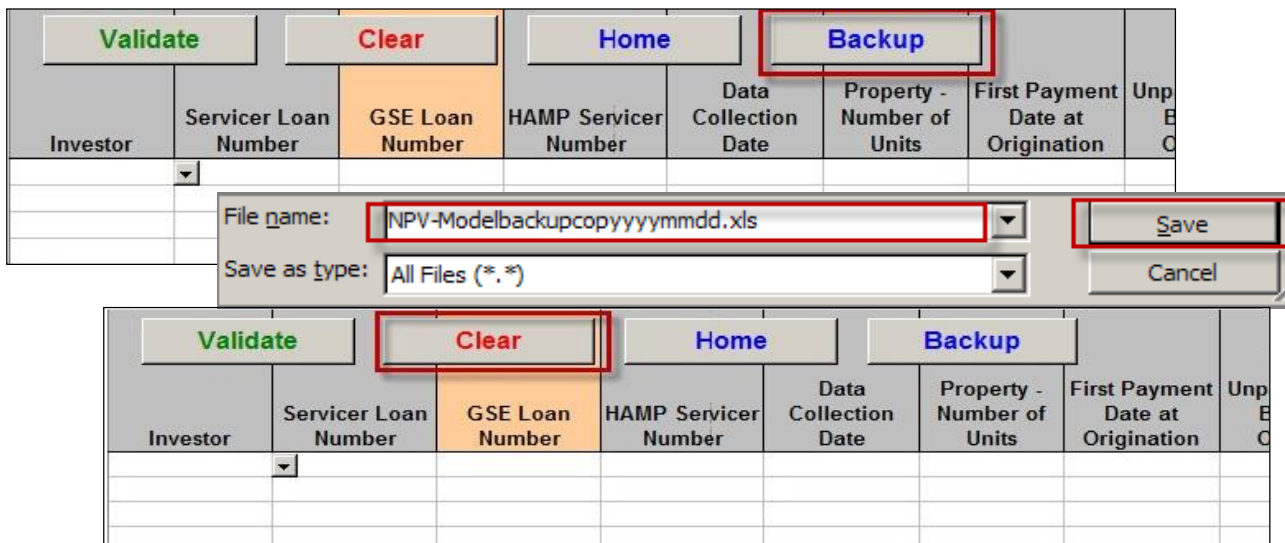 Validate Clear Home Backup
Investor
Servicer Loan
Number
GSE Loan
Number
HAMP Servicer
Number
Data
Collection
Date
Property -
Number of
Units
First Payment
Date at
Origination
File name: NPV-Modelbackupcopyyyymmdd.xls Save
Save as type: All Files (*.*) Cancel
Validate Clear Home Backup
Investor
Servicer Loan
Number
GSE Loan
Number
HAMP Servicer
Number
Data
Collection
Date
Property -
Number of
Units
First Payment
Date at
Origination